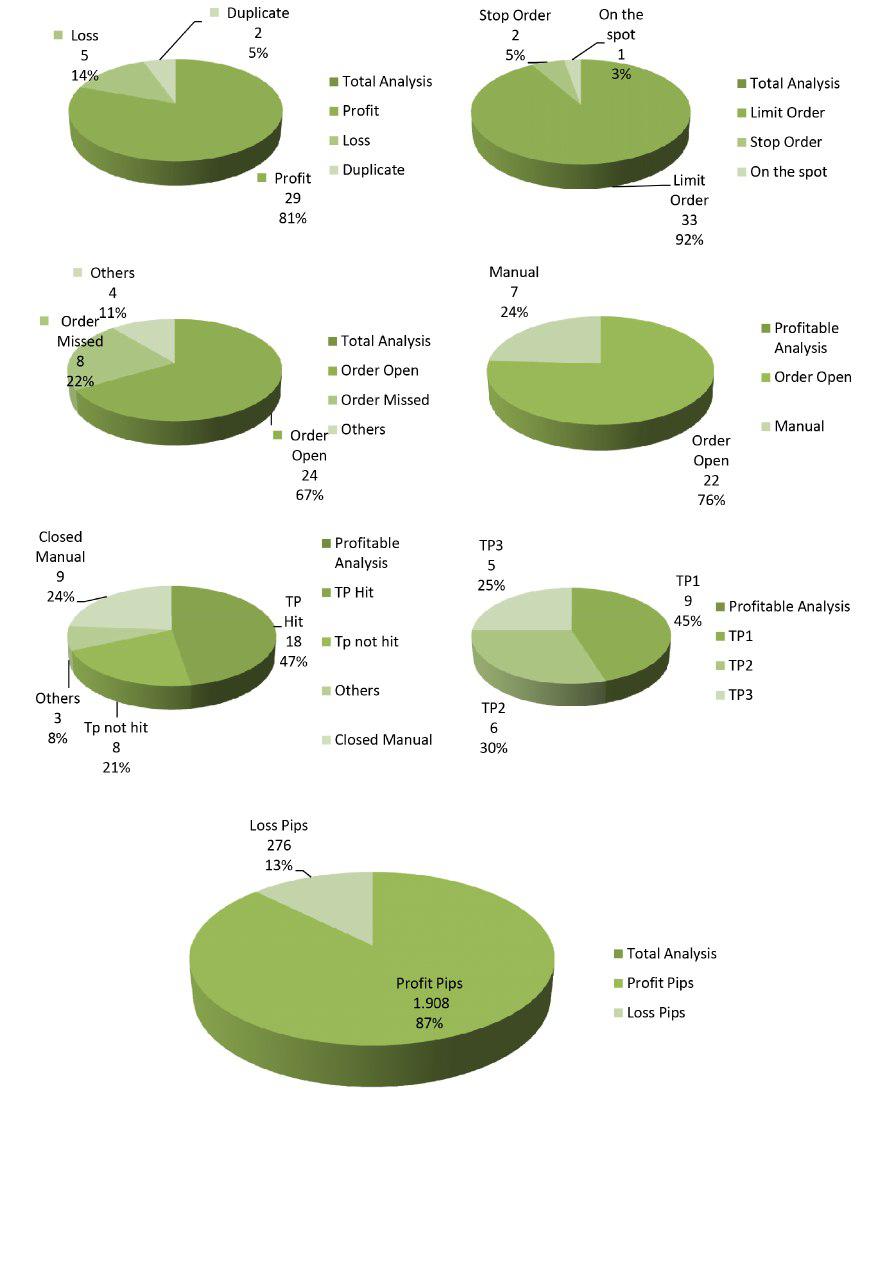 Duplicate
2
5%
Loss
5
14%
Profit
29
81%
Total Analysis
Profit
Loss
Duplicate
Stop Order
2
5%
On the
spot
1
3%
Limit
Order
33
92%
Total Analysis
Limit Order
Stop Order
On the spot
Others
4
11%
Order
Missed
8
22%
Order
Open
24
67%
Total Analysis
Order Open
Order Missed
Others
Manual
7
24%
Order
Open
22
76%
Profitable
Analysis
Order Open
Manual
Closed
Manual
9
24%
TP
Hit
18
47%
Others
3
8%
Tp not hit
8
21%
Profitable
Analysis
TP Hit
Tp not hit
Others
Closed Manual
TP3
5
25%
TP1
9
45%
TP2
6
30%
Profitable Analysis
TP1
TP2
TP3
Loss Pips
276
13%
Profit Pips
1.908
87%
Total Analysis
Profit Pips
Loss Pips